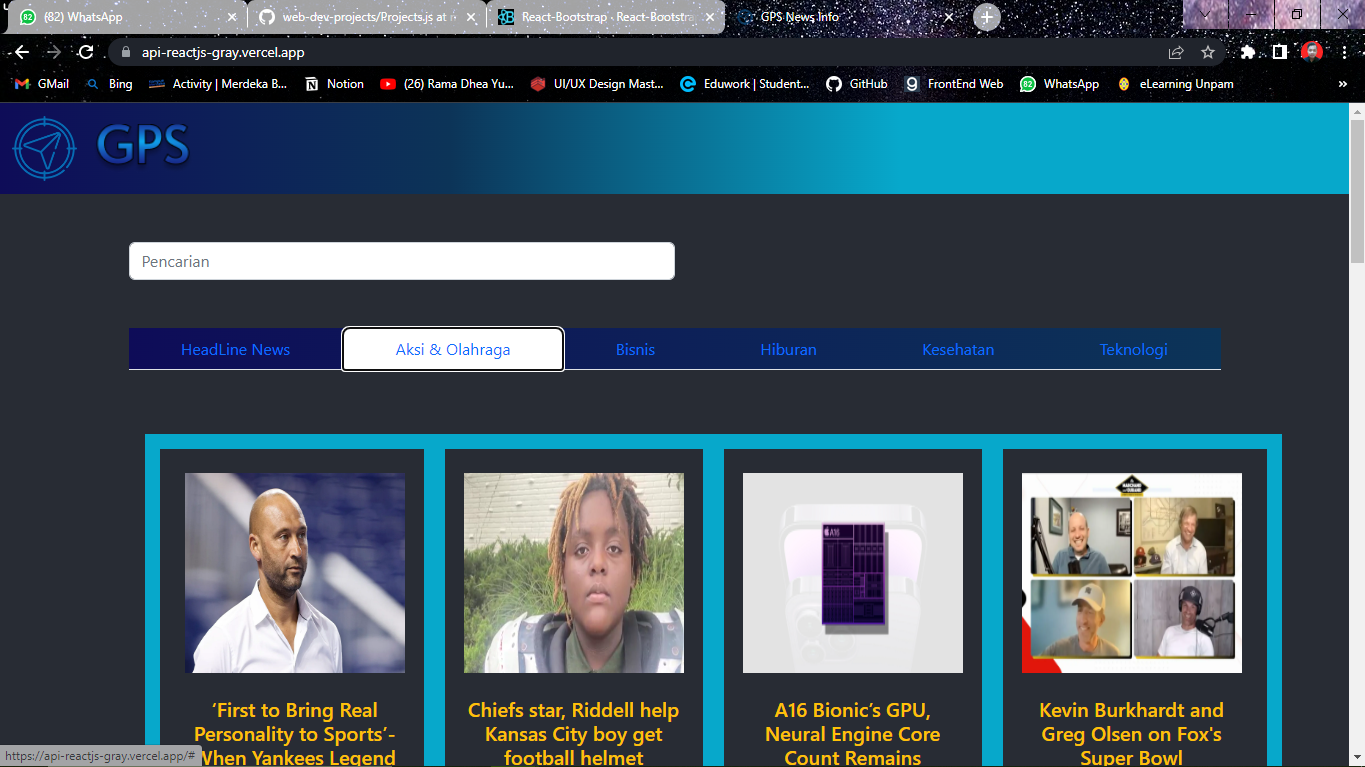 (82) WhatsApp
web-dev-projects/Projects.js at
React-Bootstrap · React-Bootstra
GPS News Info
api-reactjs-gray.vercel.app
GMail
Bing
Activity | Merdeka B...
Notion
(26) Rama Dhea Yu...
UI/UX Design Mast...
Eduwork | Student...
GitHub
FrontEnd Web
WhatsApp
eLearning Unpam
»
GPS
Pencarian
HeadLine News
Aksi & Olahraga
Bisnis
Hiburan
Kesehatan
Teknologi
A16
‘First to Bring Real
Personality to Sports’-
When Yankees Legend
Chiefs star, Riddell help
Kansas City boy get
football helmet
A16 Bionic’s GPU,
Neural Engine Core
Count Remains
Kevin Burkhardt and
Greg Olsen on Fox's
Super Bowl
https://api-reactjs-gray.vercel.app/#